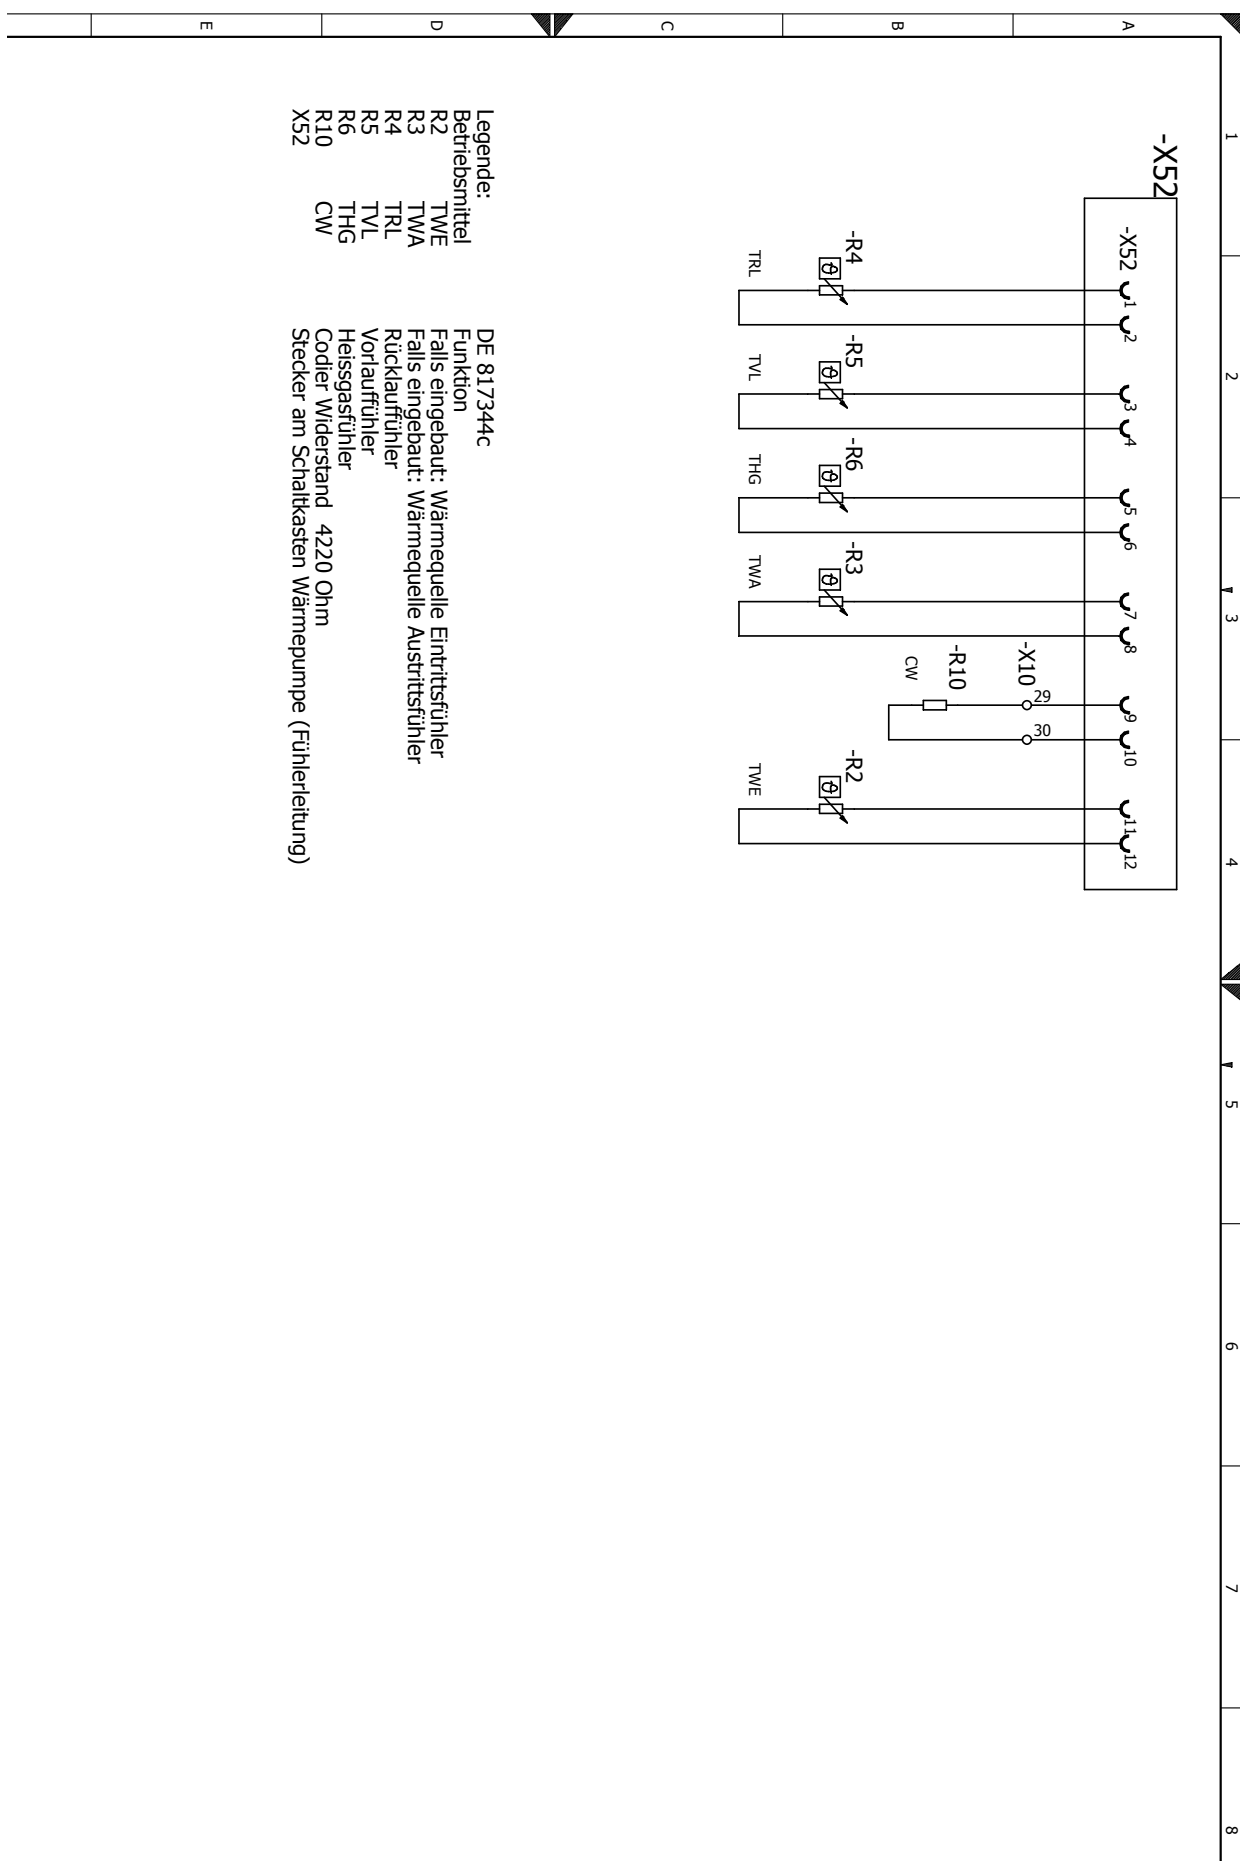 1
2
3
4
5
6
7
8
A
B
C
D
E
-X52
-X52
1
2
3
4
5
6
7
8
9
10
11
12
-X10
29
30
-R4
TRL
-R5
TVL
-R6
THG
-R3
TWA
-R10
CW
-R2
TWE
Legende: DE 817344c
Betriebsmittel Funktion
R2 TWE Falls eingebaut: Wärmequelle Eintrittsfühler
R3 TWA Falls eingebaut: Wärmequelle Austrittsfühler
R4 TRL Rücklauffühler
R5 TVL Vorlauffühler
R6 THG Heissgasfühler
R10 CW Codier Widerstand 4220 Ohm
X52 Stecker am Schaltkasten Wärmepumpe (Fühlerleitung)